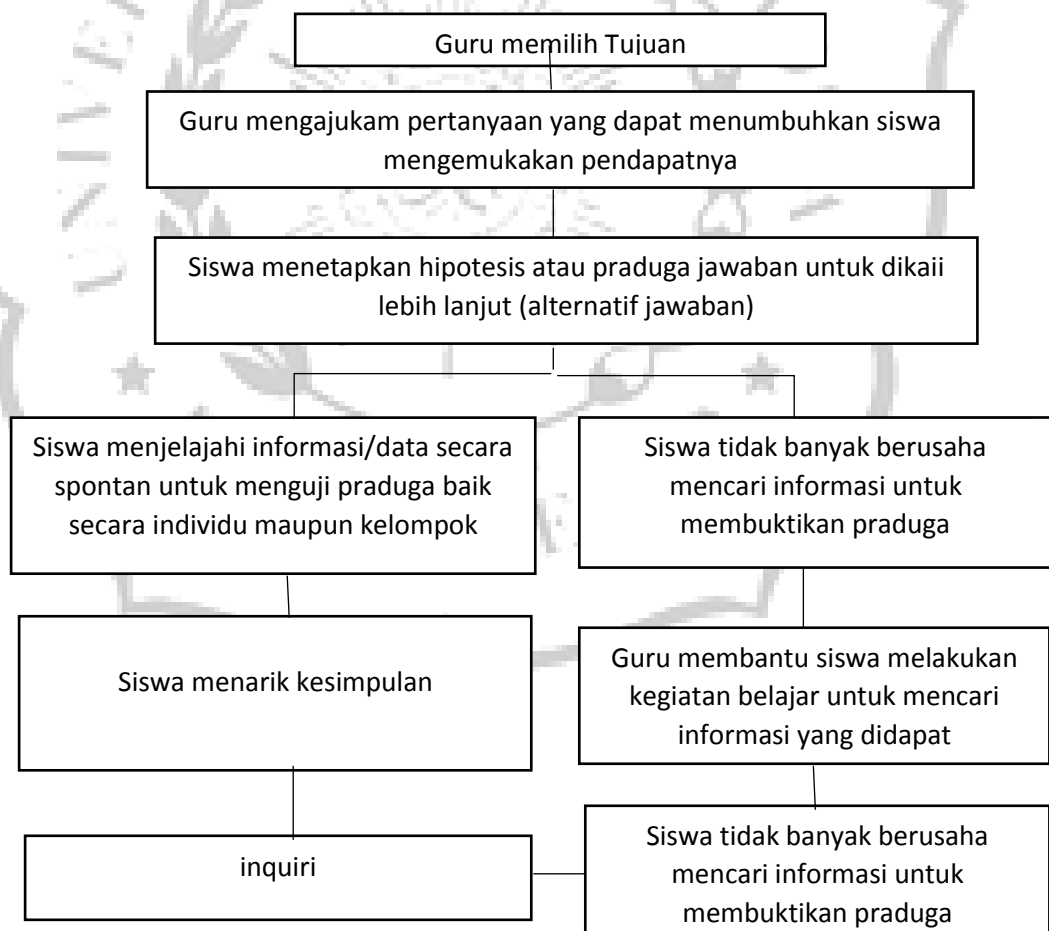 UNIVE
Guru memilih Tujuan
Guru mengajukam pertanyaan yang dapat menumbuhkan siswa
mengemukakan pendapatnya
Siswa menetapkan hipotesis atau praduga jawaban untuk dikaii
lebih lanjut (alternatif jawaban)
Siswa menjelajahi informasi/data secara
spontan untuk menguji praduga baik
secara individu maupun kelompok
Siswa tidak banyak berusaha
mencari informasi untuk
membuktikan praduga
Siswa menarik kesimpulan
Guru membantu siswa melakukan
kegiatan belajar untuk mencari
informasi yang didapat
inquiri
Siswa tidak banyak berusaha
mencari informasi untuk
membuktikan praduga